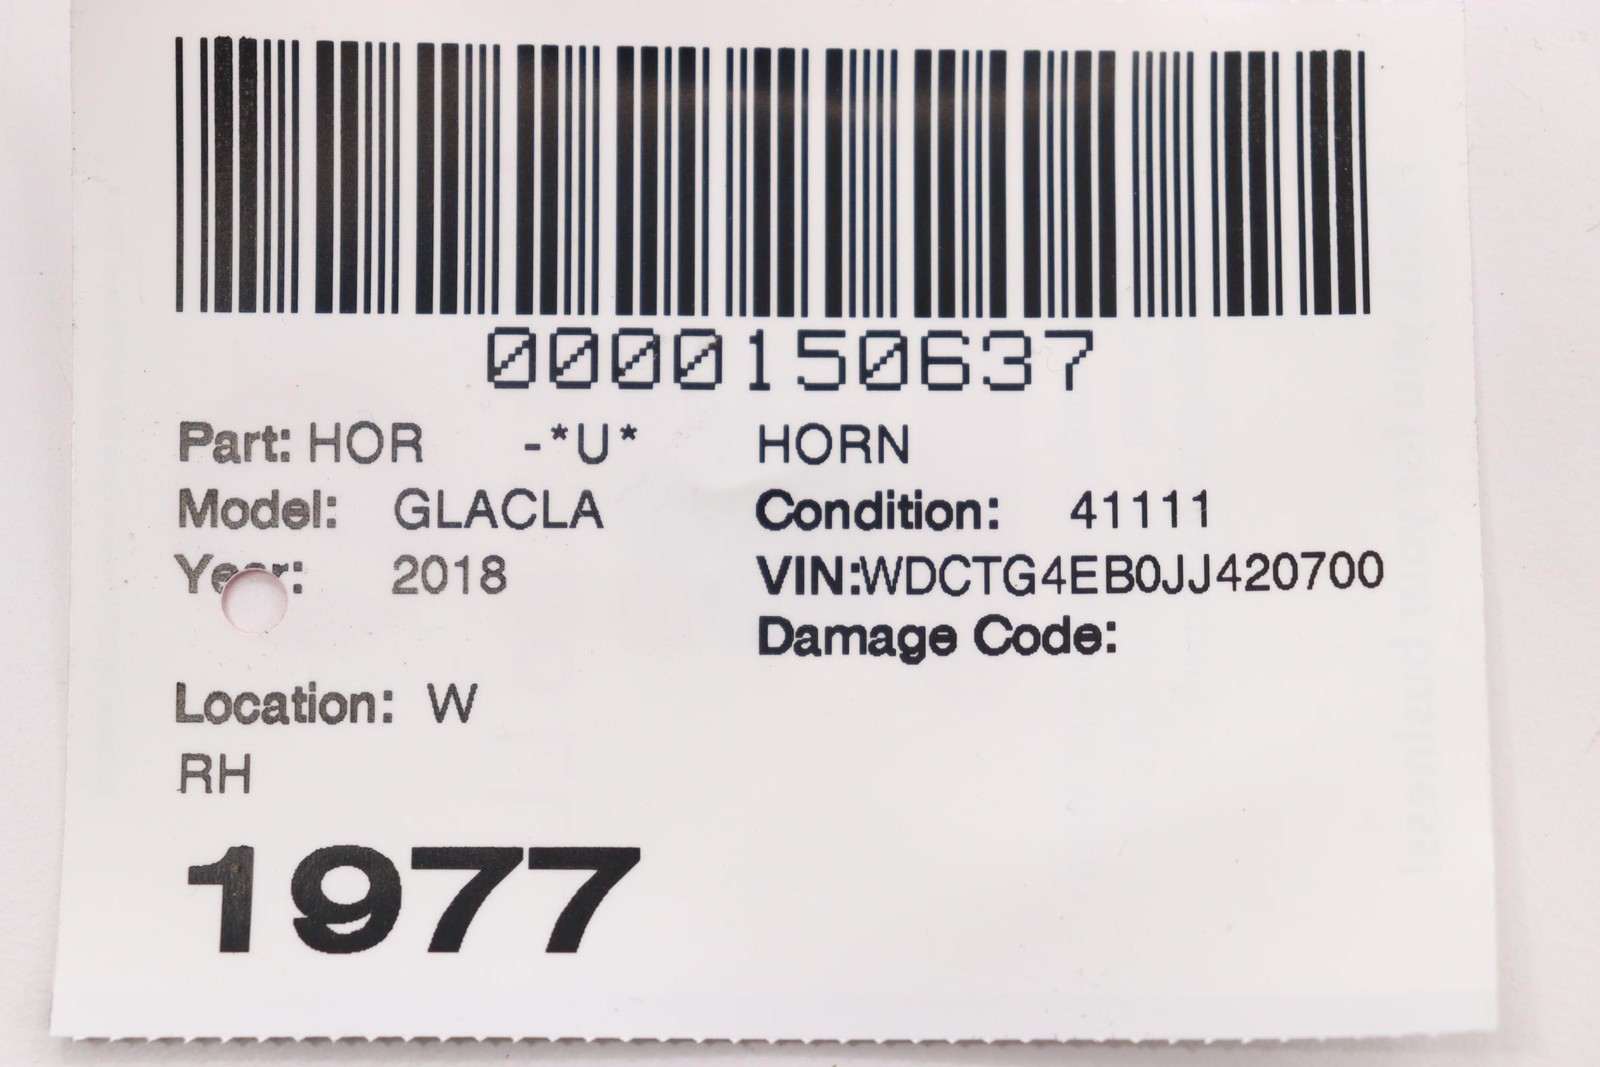 0000150637
Part: HOR -*U* HORN
Model: GLACLA Condition: 41111
Year: 2018 VIN:WDCTG4EB0JJ420700
Damage Code:
Location: W
RH
1977